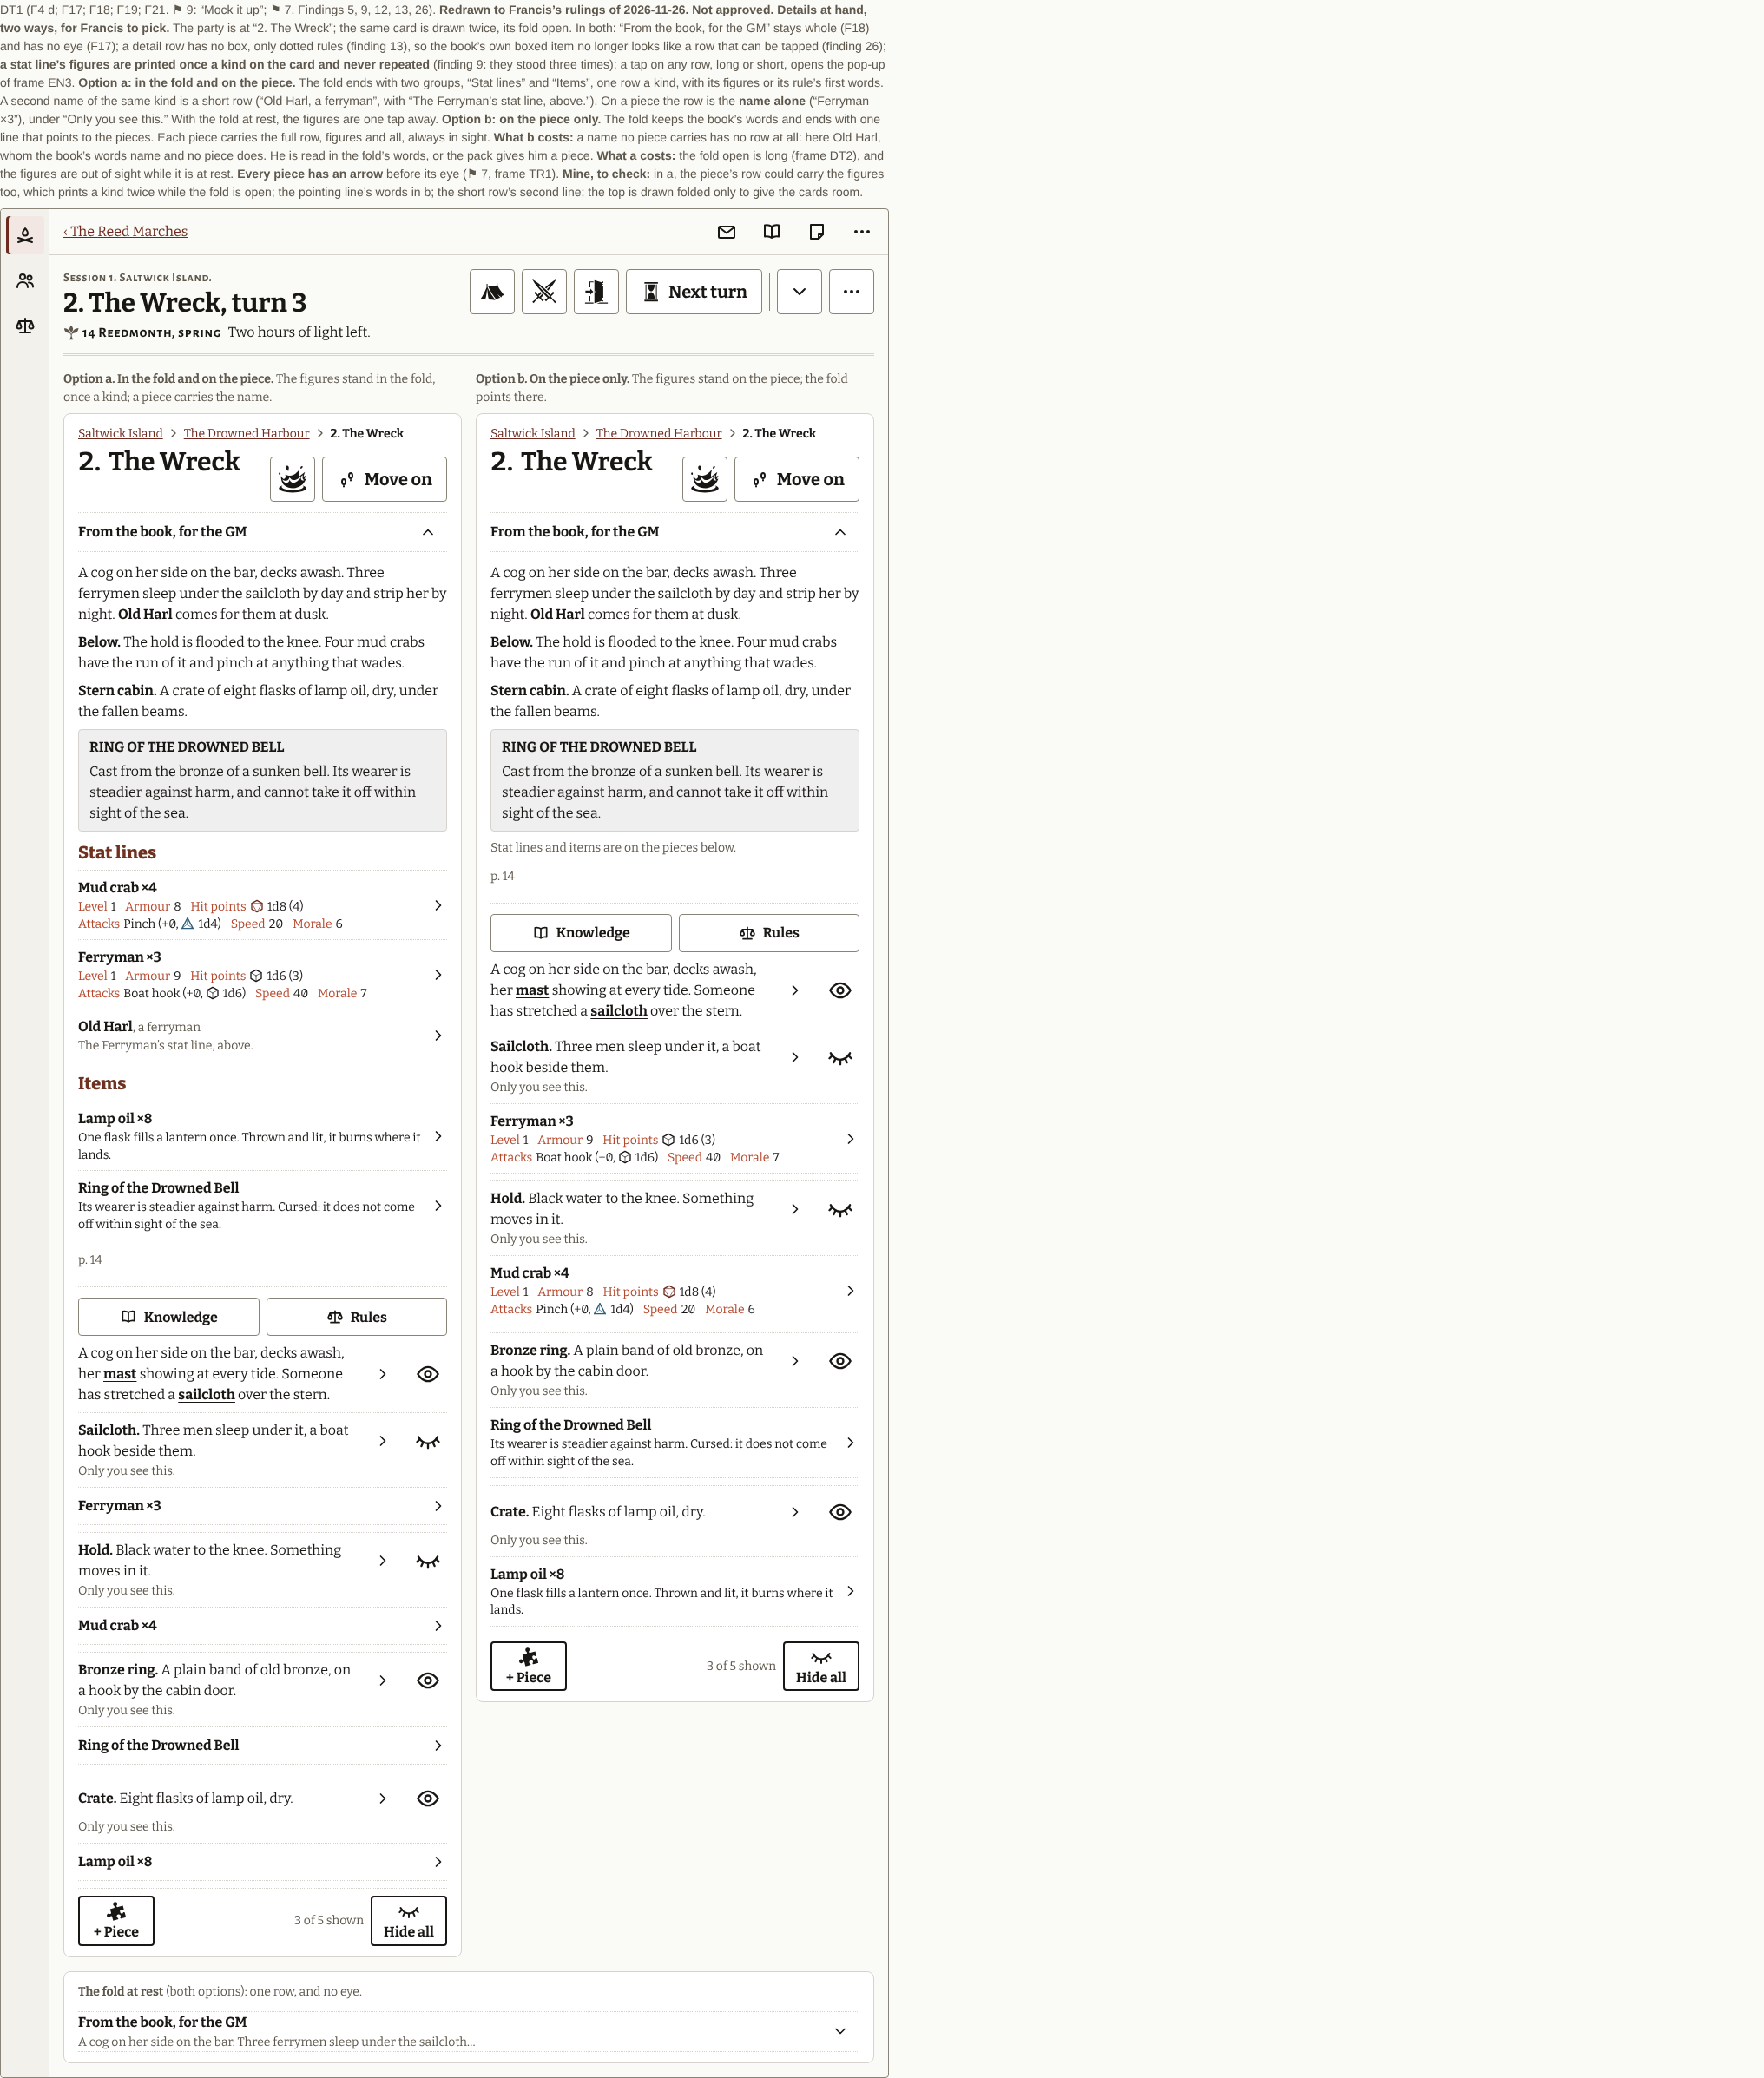 DT1 (F4 d; F17; F18; F19; F21. ⚑ 9: “Mock it up”; ⚑ 7. Findings 5, 9, 12, 13, 26). Redrawn to Francis’s rulings of 2026-11-26. Not approved. Details at hand,
two ways, for Francis to pick. The party is at “2. The Wreck”; the same card is drawn twice, its fold open. In both: “From the book, for the GM” stays whole (F18)
and has no eye (F17); a detail row has no box, only dotted rules (finding 13), so the book’s own boxed item no longer looks like a row that can be tapped (finding 26);
a stat line’s figures are printed once a kind on the card and never repeated (finding 9: they stood three times); a tap on any row, long or short, opens the pop-up
of frame EN3. Option a: in the fold and on the piece. The fold ends with two groups, “Stat lines” and “Items”, one row a kind, with its figures or its rule’s first words.
A second name of the same kind is a short row (“Old Harl, a ferryman”, with “The Ferryman’s stat line, above.”). On a piece the row is the name alone (“Ferryman
×3”), under “Only you see this.” With the fold at rest, the figures are one tap away. Option b: on the piece only. The fold keeps the book’s words and ends with one
line that points to the pieces. Each piece carries the full row, figures and all, always in sight. What b costs: a name no piece carries has no row at all: here Old Harl,
whom the book’s words name and no piece does. He is read in the fold’s words, or the pack gives him a piece. What a costs: the fold open is long (frame DT2), and
the figures are out of sight while it is at rest. Every piece has an arrow before its eye (⚑ 7, frame TR1). Mine, to check: in a, the piece’s row could carry the figures
too, which prints a kind twice while the fold is open; the pointing line’s words in b; the short row’s second line; the top is drawn folded only to give the cards room.
‹ The Reed Marches
Session 1. Saltwick Island.
2. The Wreck, turn 3
14 Reedmonth, spring Two hours of light left.
Next turn
Option a. In the fold and on the piece. The figures stand in the fold,
once a kind; a piece carries the name.
Saltwick Island > The Drowned Harbour > 2. The Wreck
2. The Wreck
Move on
From the book, for the GM
A cog on her side on the bar, decks awash. Three
ferrymen sleep under the sailcloth by day and strip her by
night. Old Harl comes for them at dusk.
Below. The hold is flooded to the knee. Four mud crabs
have the run of it and pinch at anything that wades.
Stern cabin. A crate of eight flasks of lamp oil, dry, under
the fallen beams.
RING OF THE DROWNED BELL
Cast from the bronze of a sunken bell. Its wearer is
steadier against harm, and cannot take it off within
sight of the sea.
Stat lines
Mud crab ×4
Level 1 Armour 8 Hit points 1d8 (4)
Attacks Pinch (+0, 1d4) Speed 20 Morale 6
Ferryman ×3
Level 1 Armour 9 Hit points 1d6 (3)
Attacks Boat hook (+0, 1d6) Speed 40 Morale 7
Old Harl, a ferryman
The Ferryman’s stat line, above.
Items
Lamp oil ×8
One flask fills a lantern once. Thrown and lit, it burns where it
lands.
Ring of the Drowned Bell
Its wearer is steadier against harm. Cursed: it does not come
off within sight of the sea.
p. 14
Knowledge
Rules
A cog on her side on the bar, decks awash,
her mast showing at every tide. Someone
has stretched a sailcloth over the stern.
Sailcloth. Three men sleep under it, a boat
hook beside them.
Only you see this.
Ferryman ×3
Hold. Black water to the knee. Something
moves in it.
Only you see this.
Mud crab ×4
Bronze ring. A plain band of old bronze, on
a hook by the cabin door.
Only you see this.
Ring of the Drowned Bell
Crate. Eight flasks of lamp oil, dry.
Only you see this.
Lamp oil ×8
+ Piece
3 of 5 shown
Hide all
Option b. On the piece only. The figures stand on the piece; the fold
points there.
Saltwick Island > The Drowned Harbour > 2. The Wreck
2. The Wreck
Move on
From the book, for the GM
A cog on her side on the bar, decks awash. Three
ferrymen sleep under the sailcloth by day and strip her by
night. Old Harl comes for them at dusk.
Below. The hold is flooded to the knee. Four mud crabs
have the run of it and pinch at anything that wades.
Stern cabin. A crate of eight flasks of lamp oil, dry, under
the fallen beams.
RING OF THE DROWNED BELL
Cast from the bronze of a sunken bell. Its wearer is
steadier against harm, and cannot take it off within
sight of the sea.
Stat lines and items are on the pieces below.
p. 14
Knowledge
Rules
A cog on her side on the bar, decks awash,
her mast showing at every tide. Someone
has stretched a sailcloth over the stern.
Sailcloth. Three men sleep under it, a boat
hook beside them.
Only you see this.
Ferryman ×3
Level 1 Armour 9 Hit points 1d6 (3)
Attacks Boat hook (+0, 1d6) Speed 40 Morale 7
Hold. Black water to the knee. Something
moves in it.
Only you see this.
Mud crab ×4
Level 1 Armour 8 Hit points 1d8 (4)
Attacks Pinch (+0, 1d4) Speed 20 Morale 6
Bronze ring. A plain band of old bronze, on
a hook by the cabin door.
Only you see this.
Ring of the Drowned Bell
Its wearer is steadier against harm. Cursed: it does not come
off within sight of the sea.
Crate. Eight flasks of lamp oil, dry.
Only you see this.
Lamp oil ×8
One flask fills a lantern once. Thrown and lit, it burns where it
lands.
+ Piece
3 of 5 shown
Hide all
The fold at rest (both options): one row, and no eye.
From the book, for the GM
A cog on her side on the bar. Three ferrymen sleep under the sailcloth…